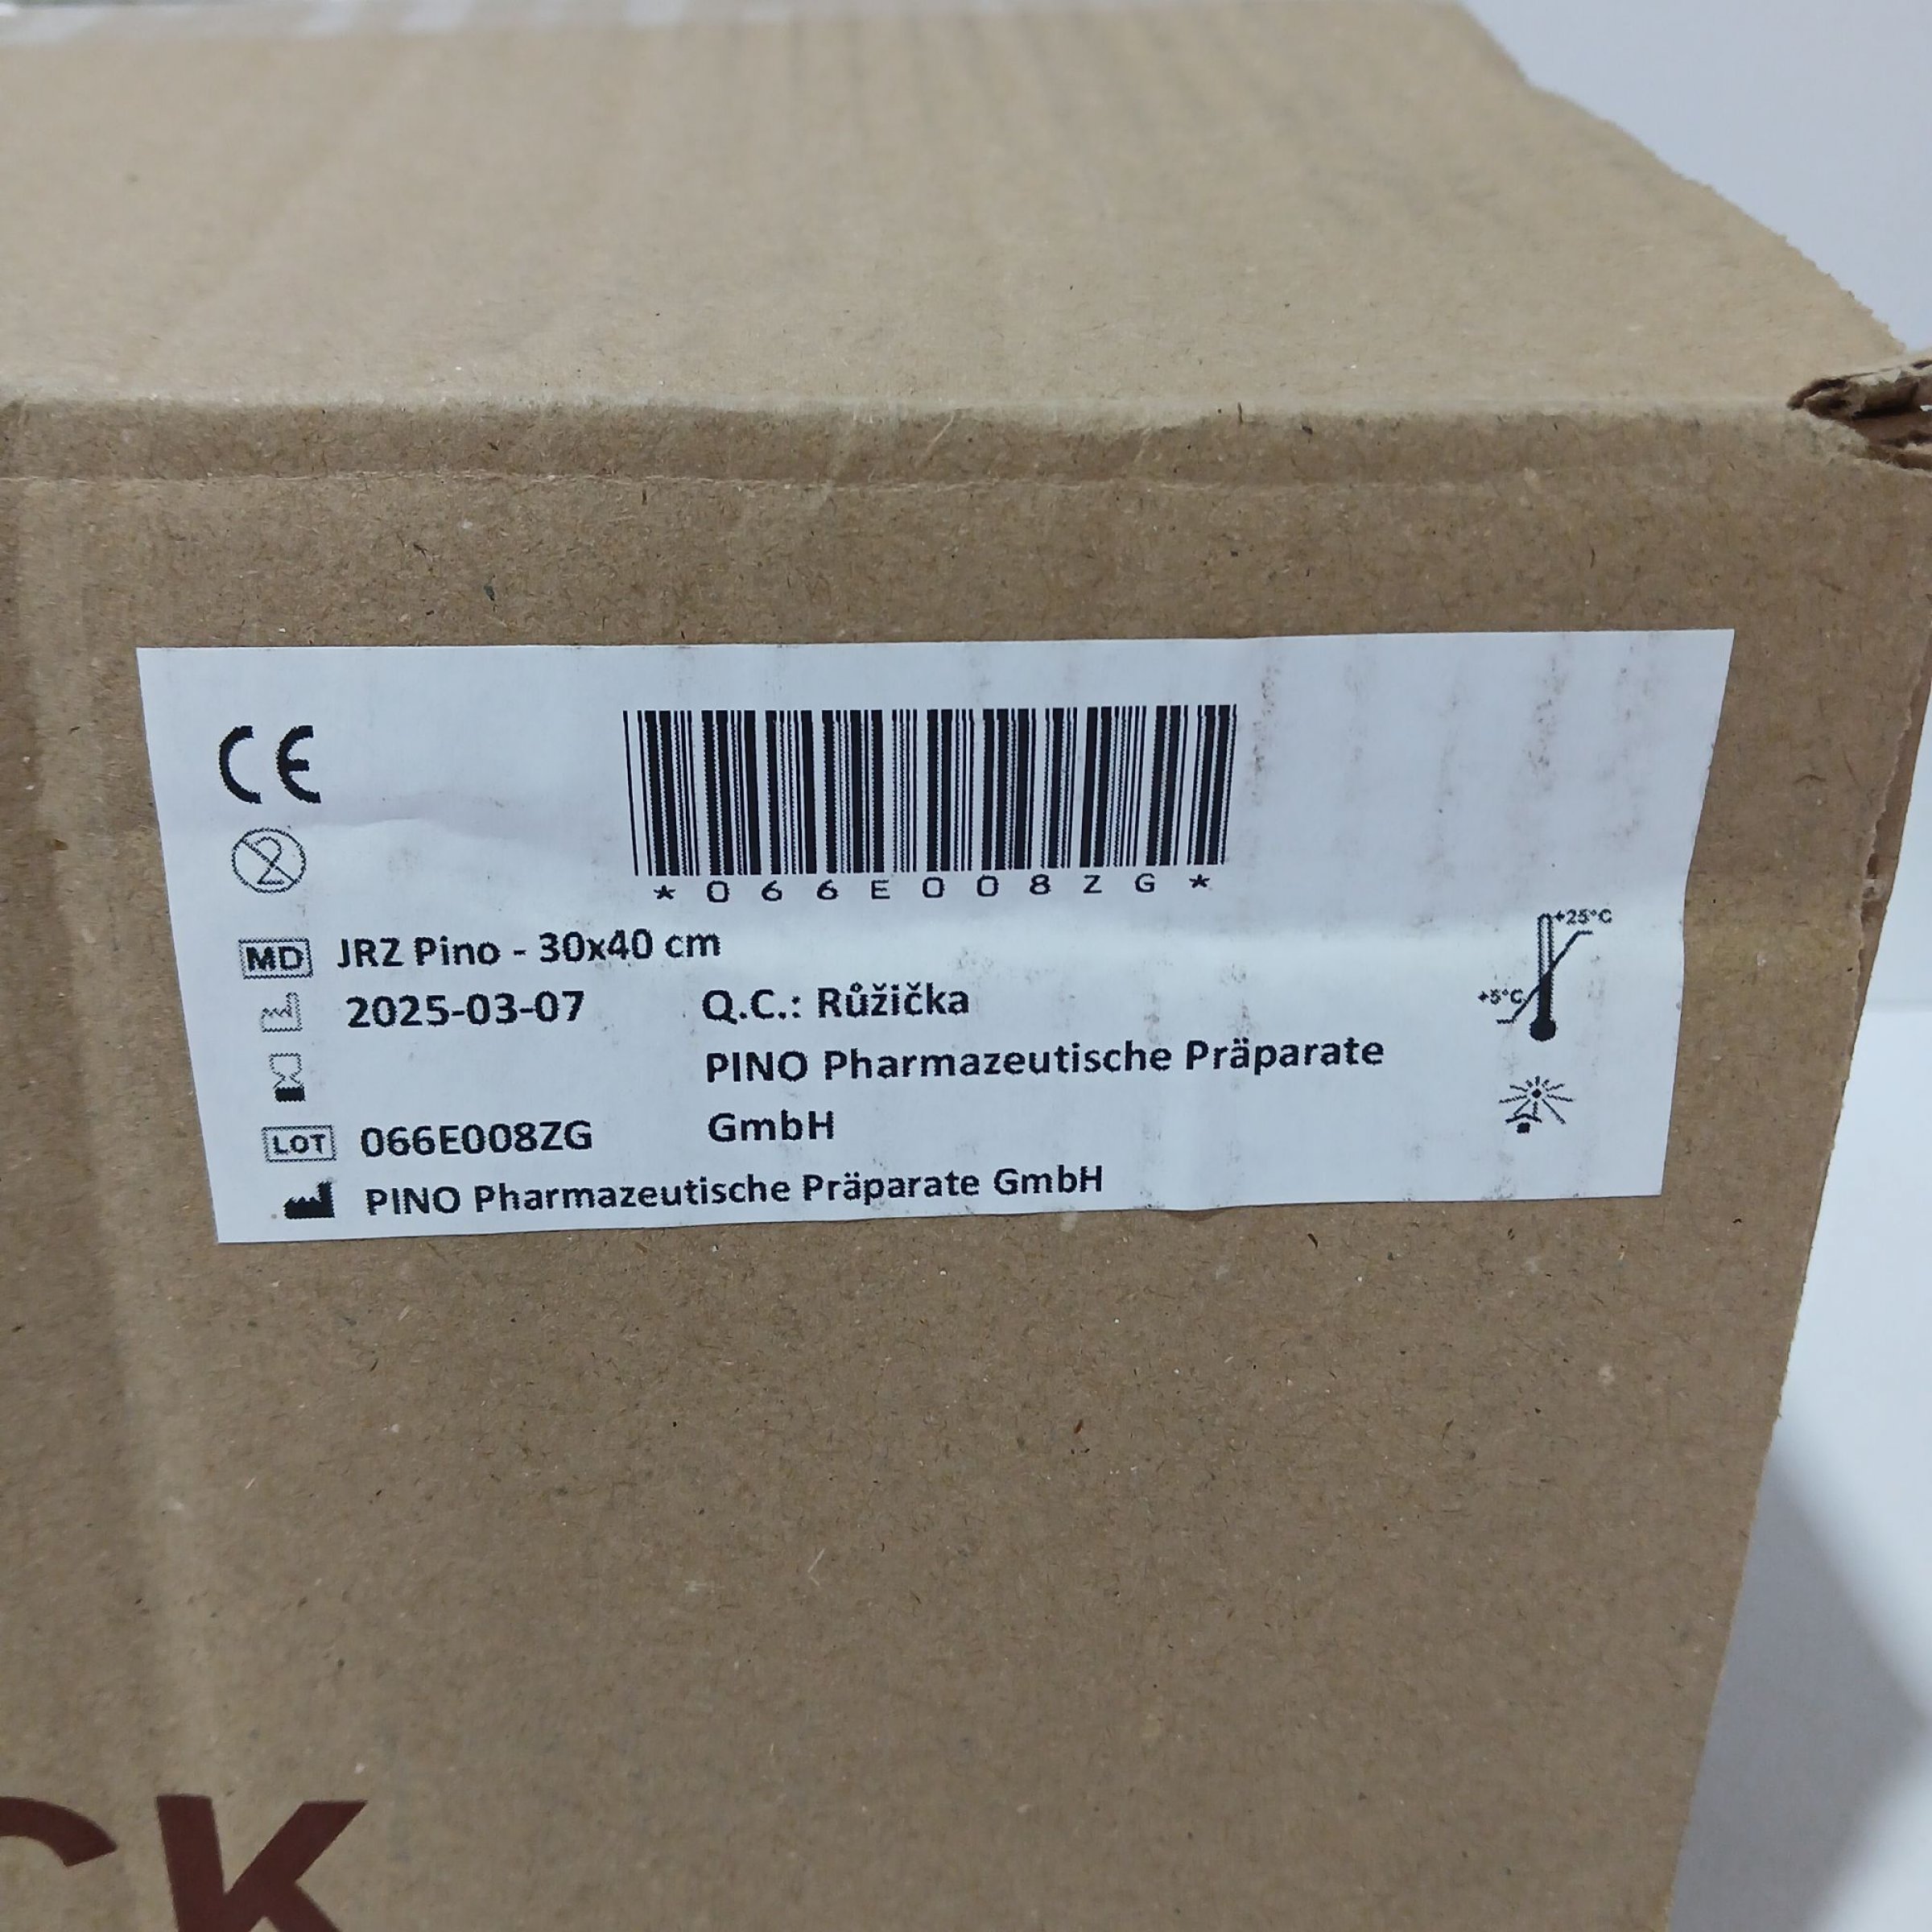 CE
*066E008ZG*
2
MD JRZ Pino - 30x40 cm
+25°C
+5°C
2025-03-07 Q.C.: Růžička
PINO Pharmazeutische Präparate
GmbH
LOT 066E008ZG
PINO Pharmazeutische Präparate GmbH
CK